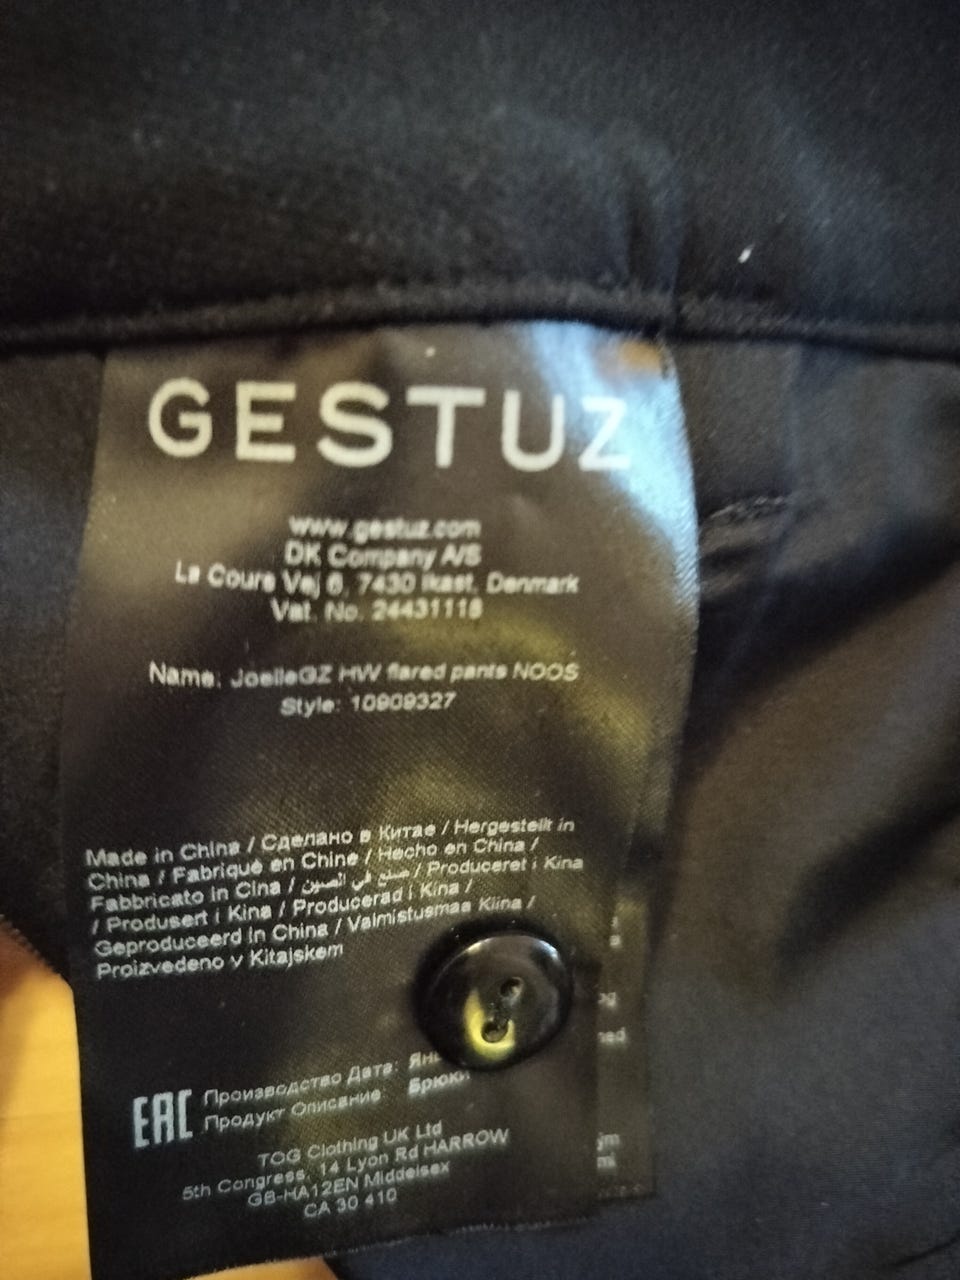 GESTUZ
www.gestuz.com
DK Company A/S
La Cours Vej 6, 7430 Ikast, Denmark
Vat. No. 24431118
Name: JoelleGZ HW flared pants NOOS
Style: 10909327
Made in China / Сделано в Китае / Hergestellt in
China / Fabriqué en Chine / Hecho en China /
Fabbricato in Cina / صنع في الصين / Produceret i Kina
/ Produsert i Kina / Producerad i Kina /
Geproduceerd in China / Valmistusmaa Kiina /
Proizvedeno v Kitajskem
EAC Производство Дата:
Продукт Описание Брюки
TOG Clothing UK Ltd
5th Congress, 14 Lyon Rd HARROW
GB-HA12EN Middelsex
CA 30 410